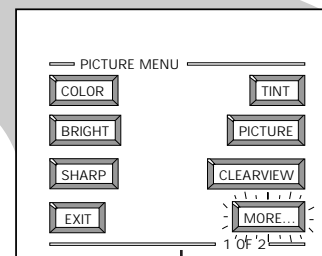 PICTURE MENU
COLOR TINT
BRIGHT PICTURE
SHARP CLEARVIEW
EXIT MORE...
1 OF 2